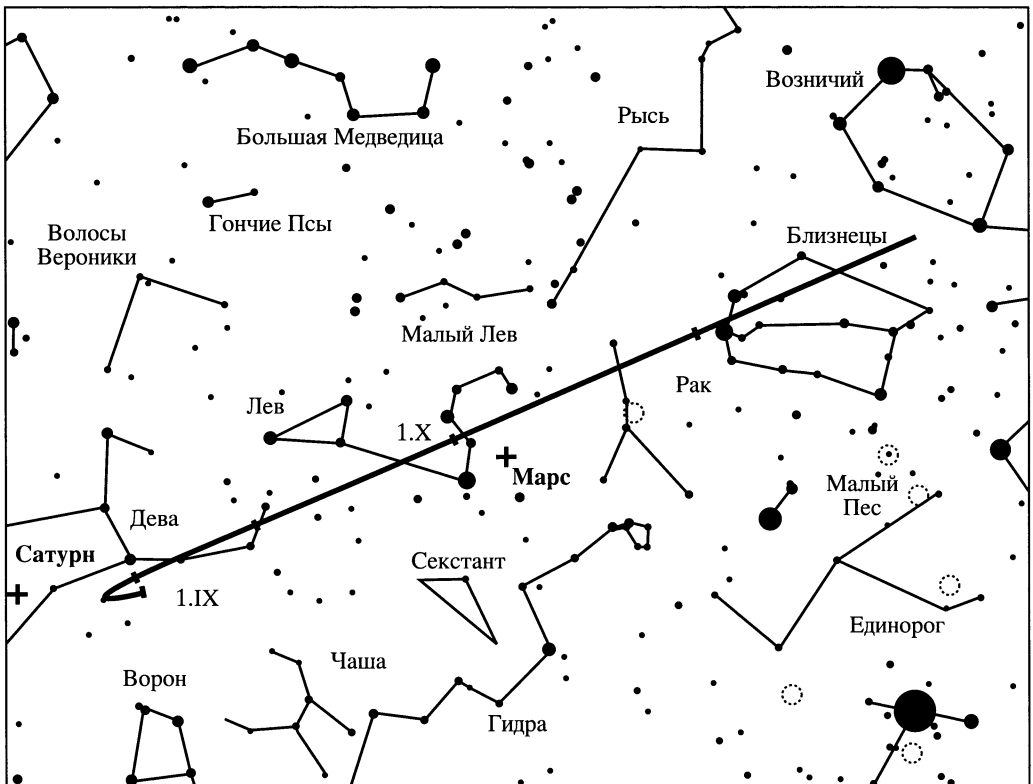 Возничий
Рысь
Большая Медведица
Гончие Псы
Волосы
Вероники
Близнецы
Малый Лев
Рак
Лев
1.X
Марс
Малый
Пес
Дева
Сатурн
Секстант
1.IX
Единорог
Чаша
Ворон
Гидра